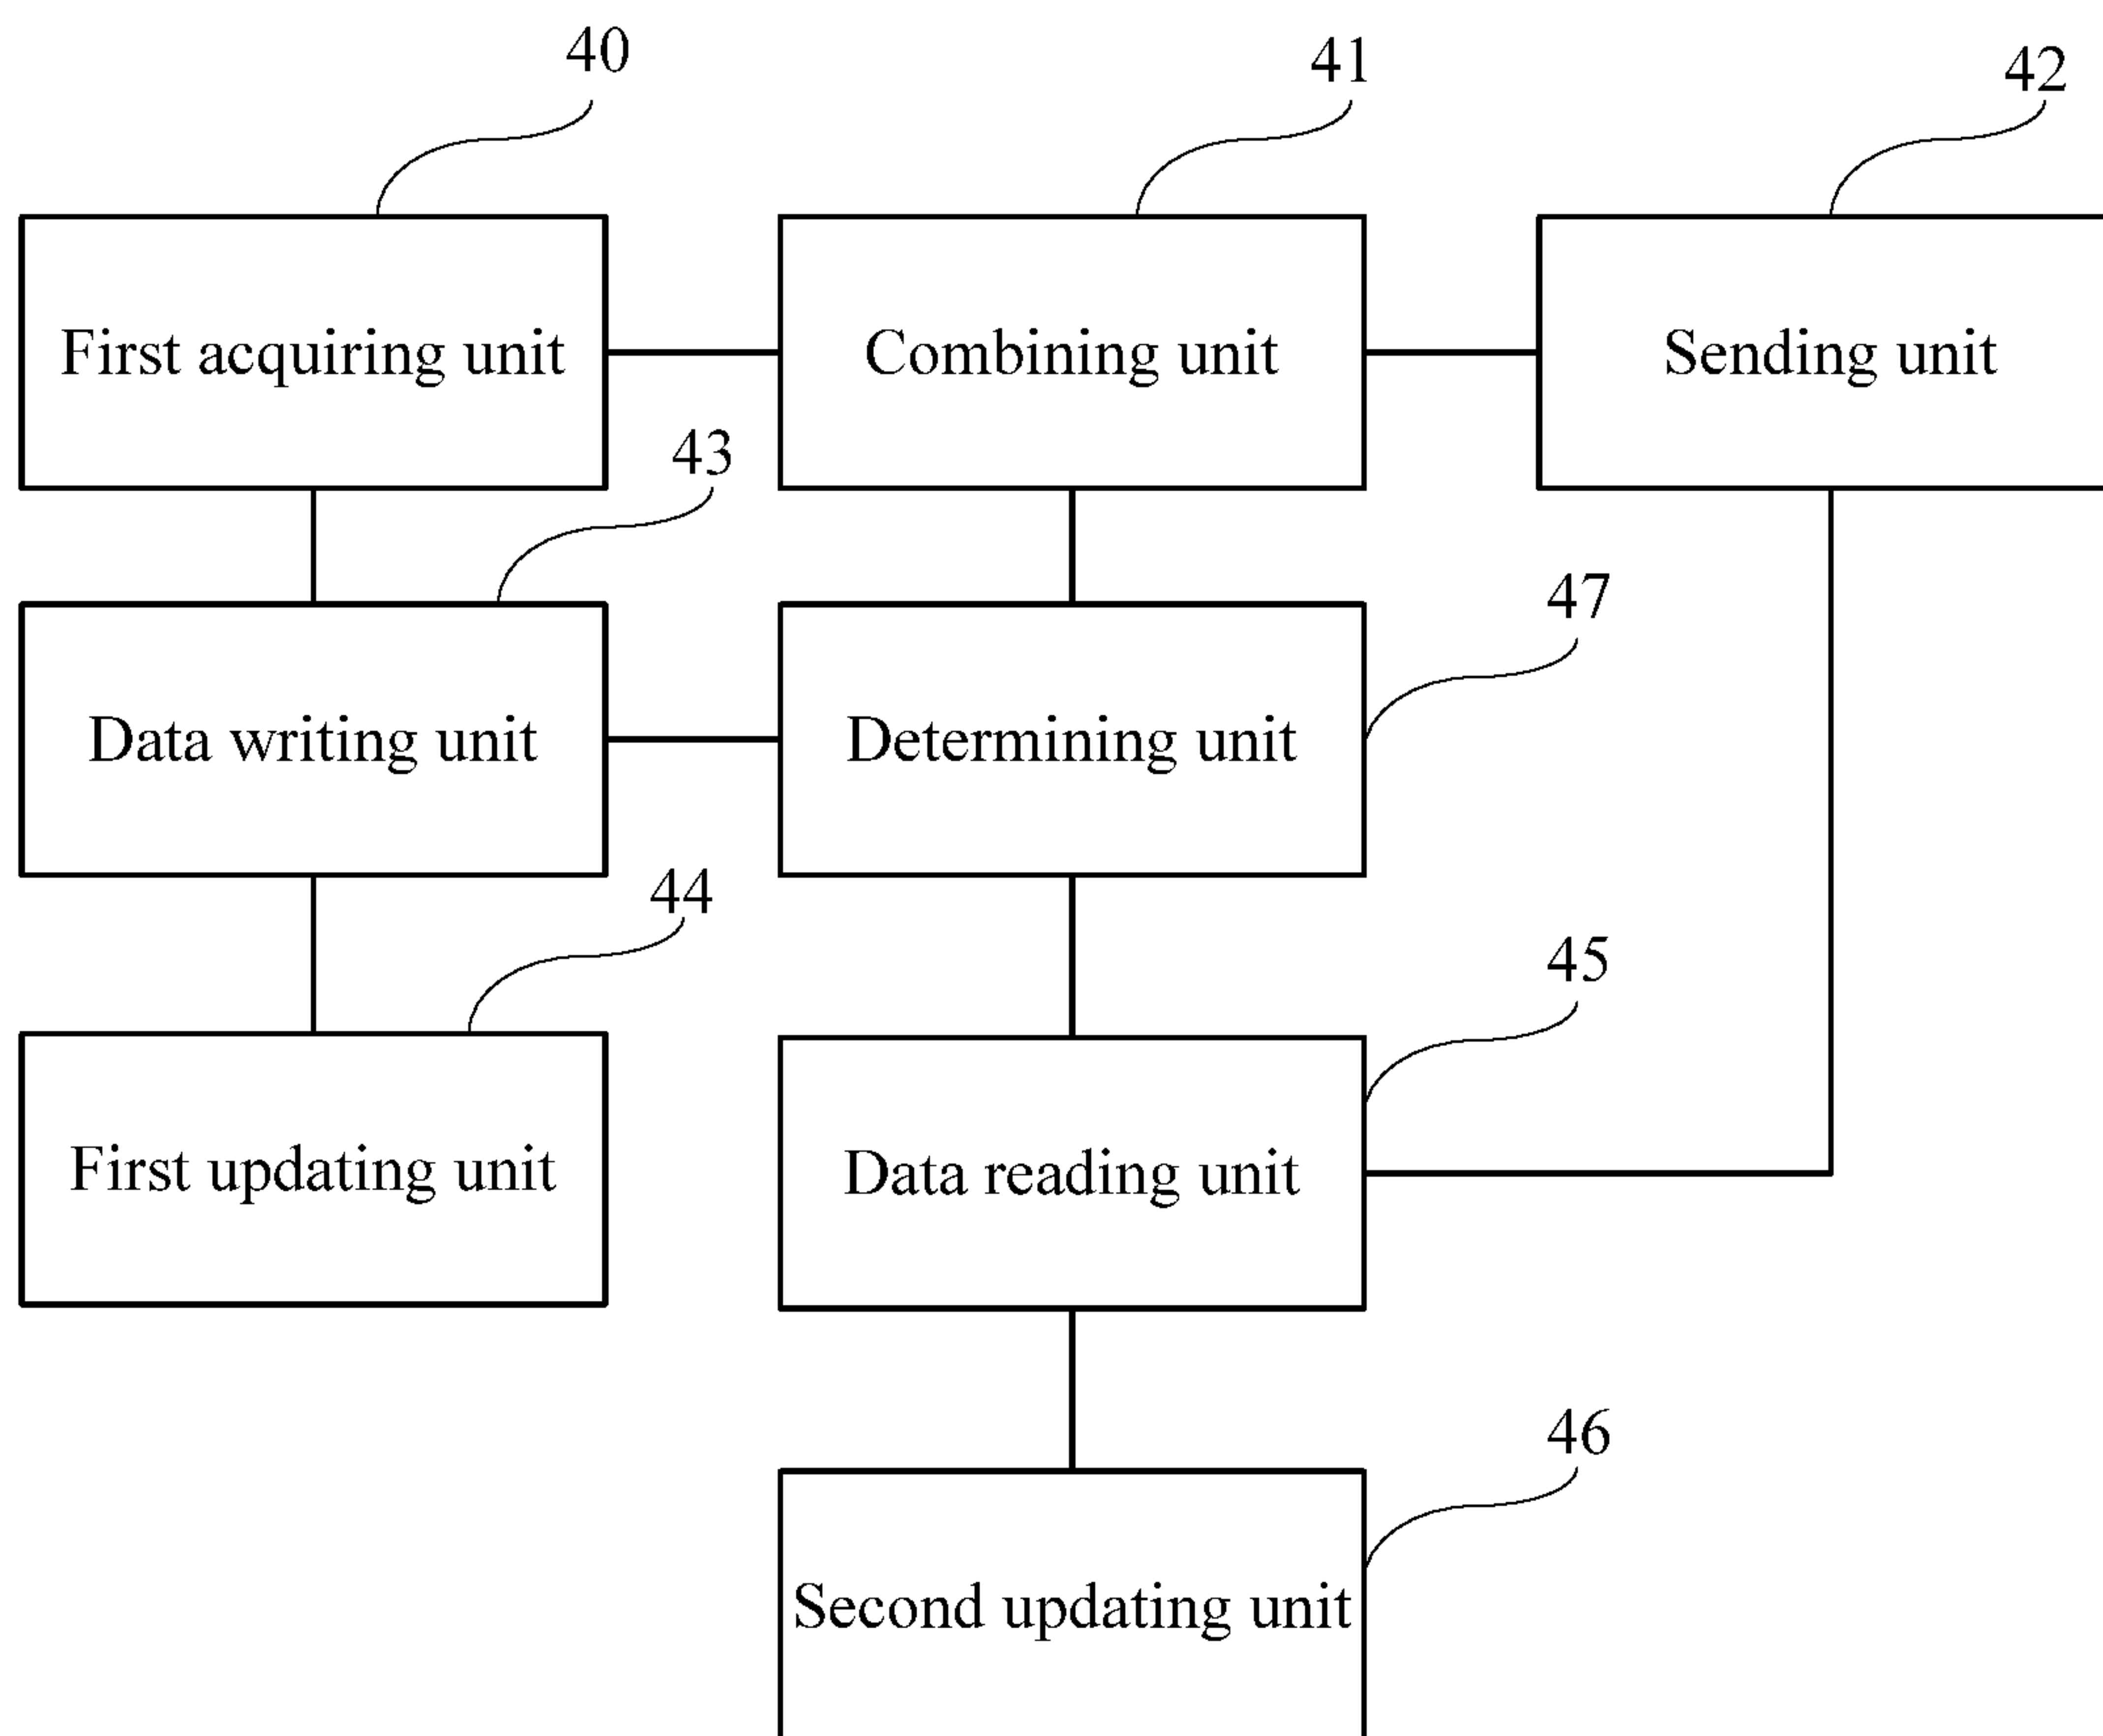 40
41
42
First acquiring unit
Combining unit
Sending unit
43
47
Data writing unit
Determining unit
44
45
First updating unit
Data reading unit
46
Second updating unit